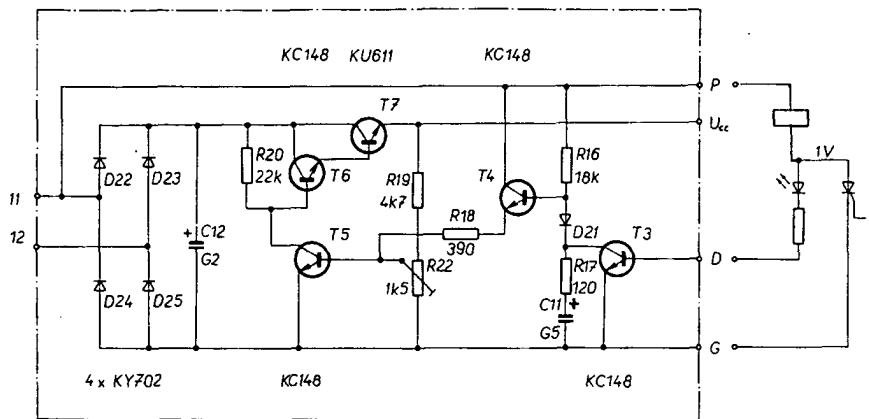 KC148 KU611 KC148
P
T7
Ucc
1V
R20
22k
T6
R19
4k7
T4
R16
18k
D22
D23
11
R18
390
D21
12
C12
G2
T5
T3
D
R22
1k5
R17
120
D24
D25
C11
G5
G
4 x KY702
KC148
KC148